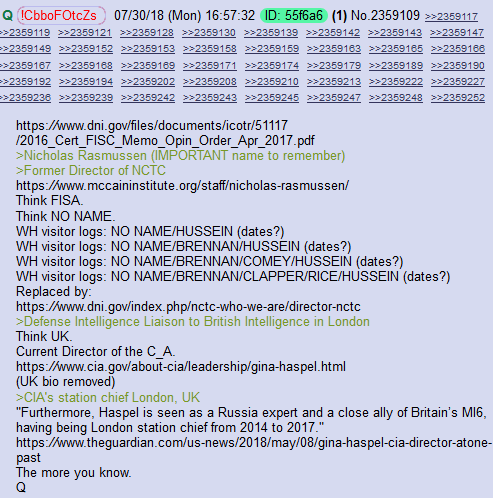 Q !CbboFOtcZs 07/30/18 (Mon) 16:57:32 ID: 55f6a6 (1) No.2359109 >>2359117
>>2359119 >>2359121 >>2359128 >>2359130 >>2359138 >>2359139 >>2359143 >>2359147
>>2359149 >>2359152 >>2359153 >>2359158 >>2359159 >>2359163 >>2359165 >>2359166
>>2359167 >>2359168 >>2359169 >>2359171 >>2359174 >>2359179 >>2359189 >>2359190
>>2359192 >>2359194 >>2359202 >>2359208 >>2359210 >>2359213 >>2359222 >>2359227
>>2359236 >>2359239 >>2359242 >>2359243 >>2359245 >>2359247 >>2359248 >>2359252
https://www.dni.gov/files/documents/icotr/51117
/2016_Cert_FISC_Memo_Opin_Order_Apr_2017.pdf
>Nicholas Rasmussen (IMPORTANT name to remember)
>Former Director of NCTC
https://www.mccaininstitute.org/staff/nicholas-rasmussen/
Think FISA.
Think NO NAME.
WH visitor logs: NO NAME/HUSSEIN (dates?)
WH visitor logs: NO NAME/BRENNAN/HUSSEIN (dates?)
WH visitor logs: NO NAME/BRENNAN/COMEY/HUSSEIN (dates?)
WH visitor logs: NO NAME/BRENNAN/CLAPPER/RICE/HUSSEIN (dates?)
Replaced by:
https://www.dni.gov/index.php/nctc-who-we-are/director-nctc
>Defense Intelligence Liaison to British Intelligence in London
Think UK.
Current Director of the C_A.
https://www.cia.gov/about-cia/leadership/gina-haspel.html
(UK bio removed)
>CIA's station chief London, UK
"Furthermore, Haspel is seen as a Russia expert and a close ally of Britain's MI6,
having being London station chief from 2014 to 2017."
https://www.theguardian.com/us-news/2018/may/08/gina-haspel-cia-director-atone-
past
The more you know.
Q